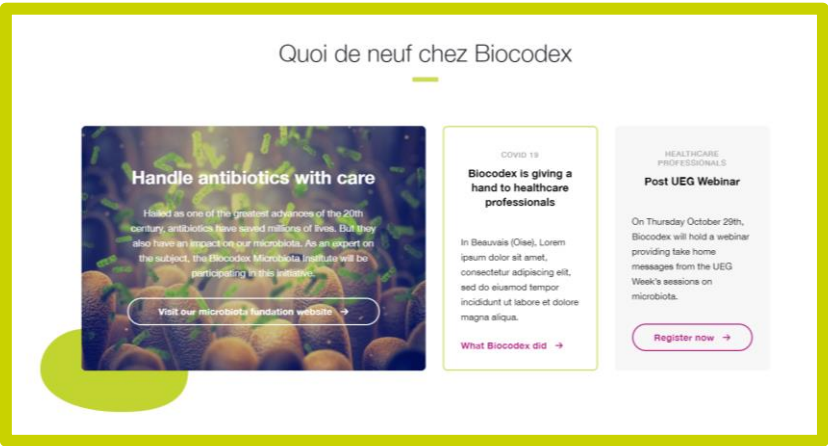 Quoi de neuf chez Biocodex
Handle antibiotics with care
Hailed as one of the greatest advances of the 20th
century, antibiotics have saved millions of lives. But they
also have an impact on our microbiota. As an expert on
the subject, the Biocodex Microbiota Institute will be
participating in this initiative.
Visit our microbiota fundation website →
COVID 19
Biocodex is giving a
hand to healthcare
professionals
In Beauvais (Oise), Lorem
ipsum dolor sit amet,
consectetur adipiscing elit,
sed do eiusmod tempor
incididunt ut labore et dolore
magna aliqua.
What Biocodex did →
HEALTHCARE
PROFESSIONALS
Post UEG Webinar
On Thursday October 29th,
Biocodex will hold a webinar
providing take home
messages from the UEG
Week's sessions on
microbiota.
Register now →